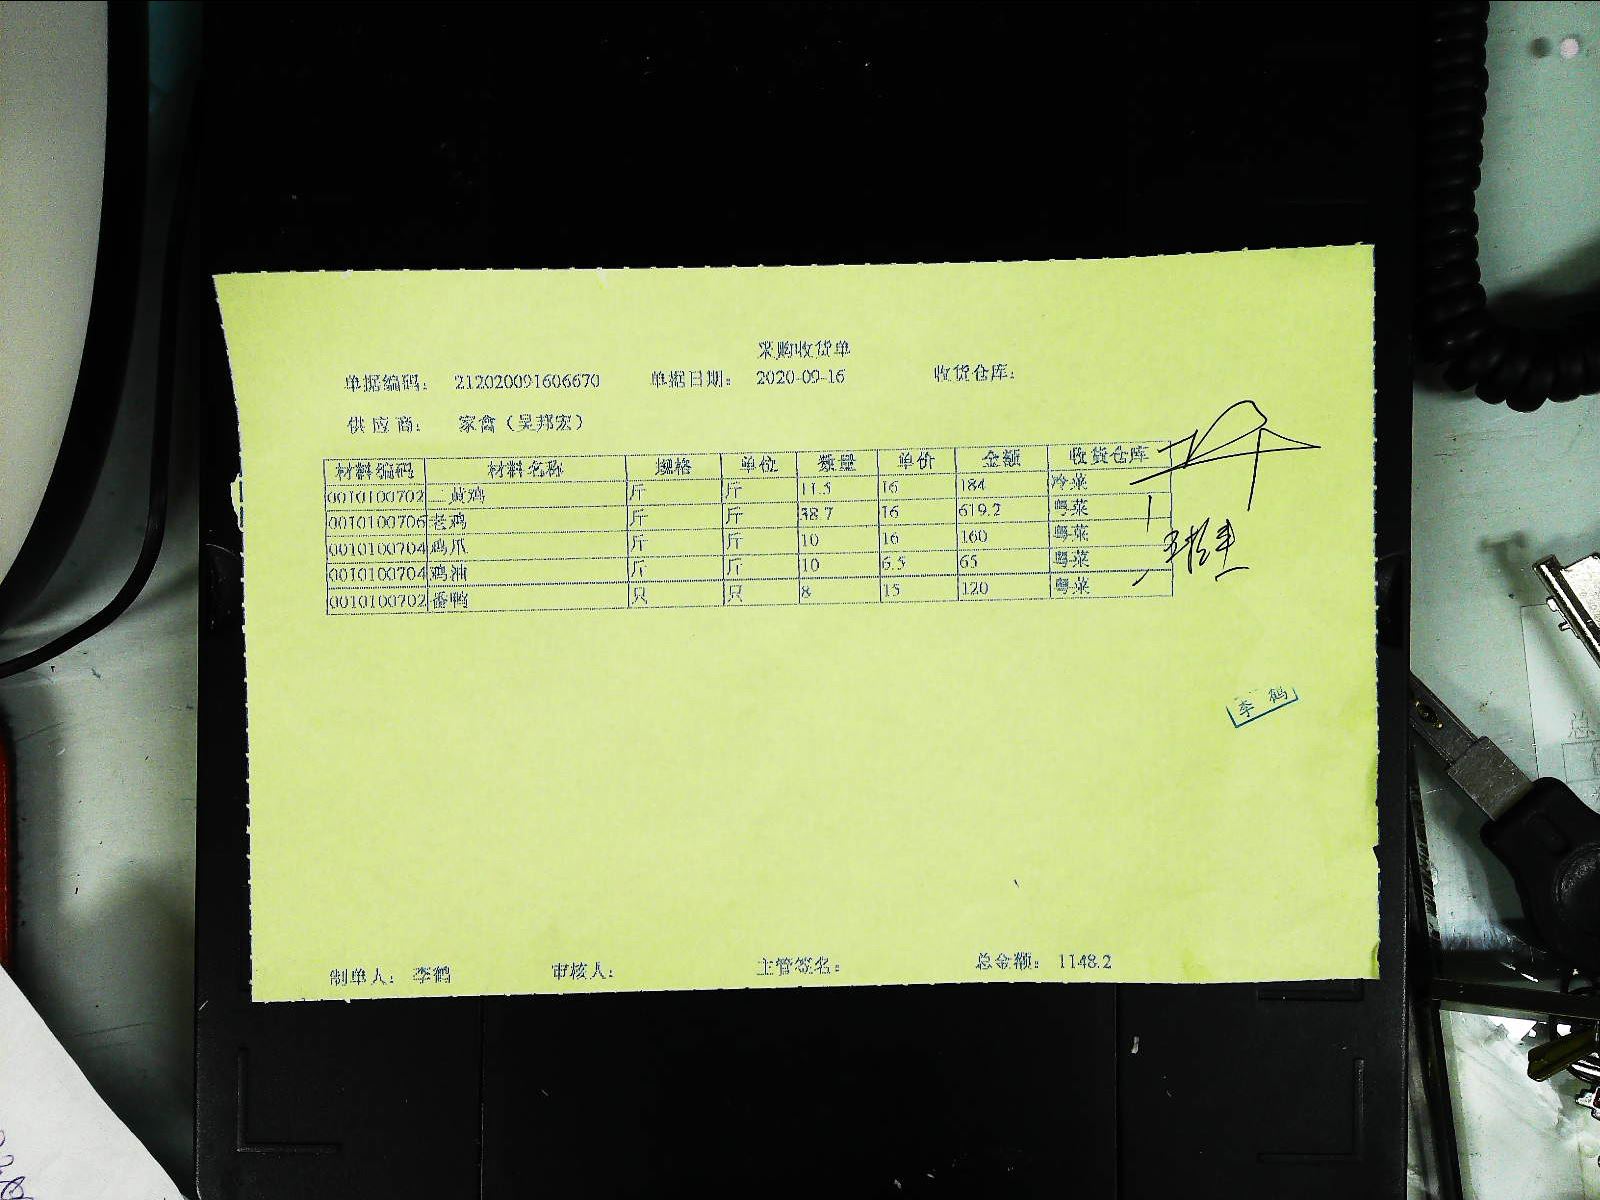 采购收货单
单据编码: 212020091606670 单据日期: 2020-09-16 收货仓库:
供应商: 家禽（吴邦宏）
材料编码 材料名称 规格 单位 数量 单价 金额 收货仓库
0010100702 三黄鸡 斤 斤 11.5 16 184 冷菜
0010100706 老鸡 斤 斤 38.7 16 619.2 粤菜
0010100704 鸡爪 斤 斤 10 16 160 粤菜
0010100704 鸡油 斤 斤 10 6.5 65 粤菜
0010100702 番鸭 只 只 8 15 120 粤菜
李鹤
制单人: 李鹤 审核人: 主管签名: 总金额: 1148.2